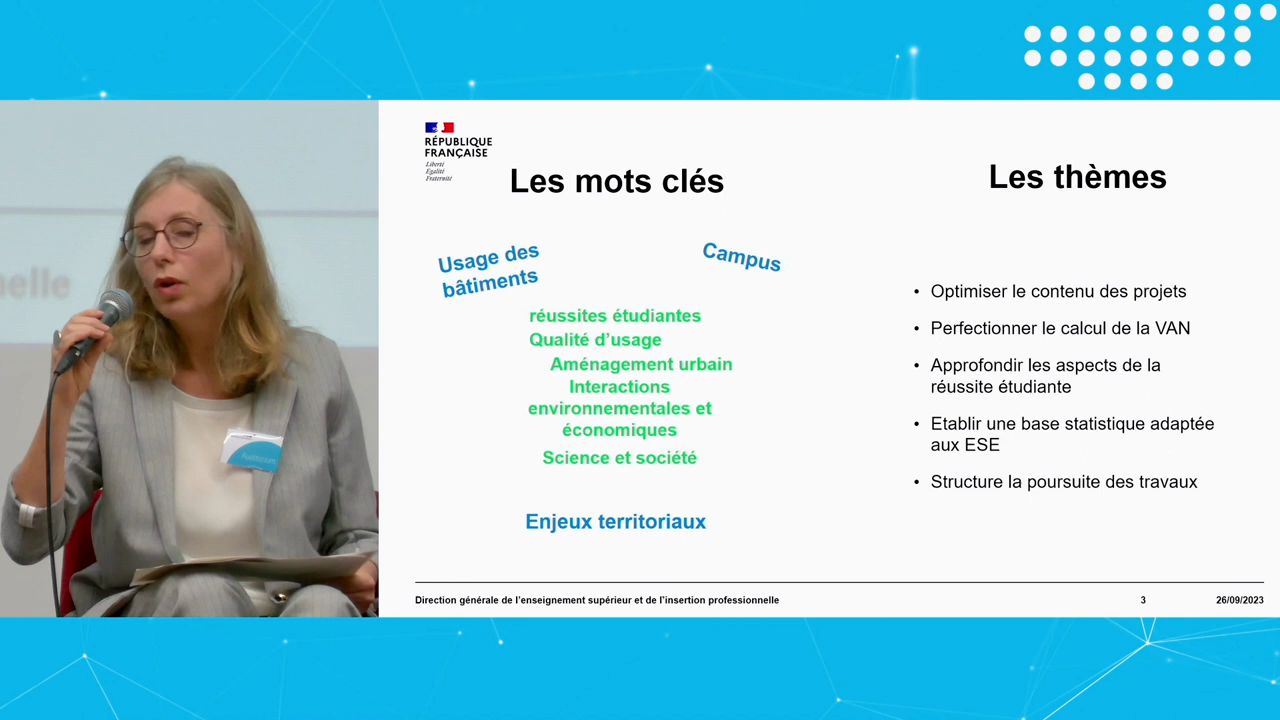 RÉPUBLIQUE
FRANÇAISE
Liberté
Égalité
Fraternité
Les mots clés
Usage des
bâtiments
Campus
réussites étudiantes
Qualité d'usage
Aménagement urbain
Interactions
environnementales et
économiques
Science et société
Enjeux territoriaux
Les thèmes
• Optimiser le contenu des projets
• Perfectionner le calcul de la VAN
• Approfondir les aspects de la
réussite étudiante
• Etablir une base statistique adaptée
aux ESE
• Structure la poursuite des travaux
Direction générale de l'enseignement supérieur et de l'insertion professionnelle
3
26/09/2023
nelle